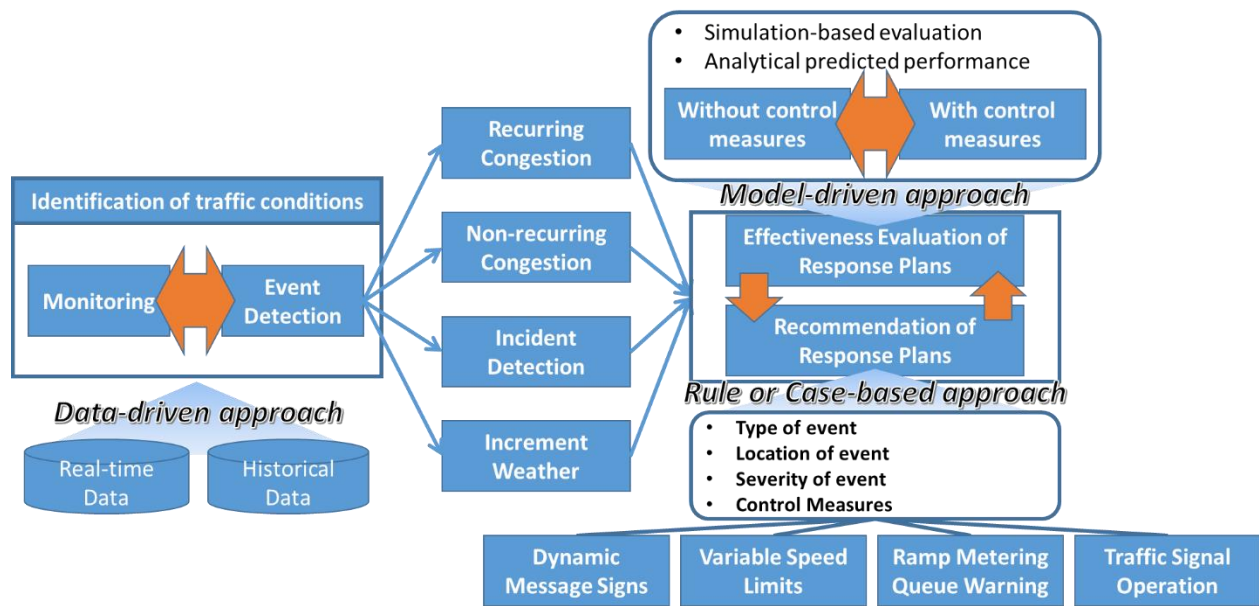 Identification of traffic conditions
Monitoring
Event
Detection
Data-driven approach
Real-time
Data
Historical
Data
Recurring
Congestion
Non-recurring
Congestion
Incident
Detection
Increment
Weather
• Simulation-based evaluation
• Analytical predicted performance
Without control
measures
With control
measures
Model-driven approach
Effectiveness Evaluation of
Response Plans
Recommendation of
Response Plans
Rule or Case-based approach
• Type of event
• Location of event
• Severity of event
• Control Measures
Dynamic
Message Signs
Variable Speed
Limits
Ramp Metering
Queue Warning
Traffic Signal
Operation